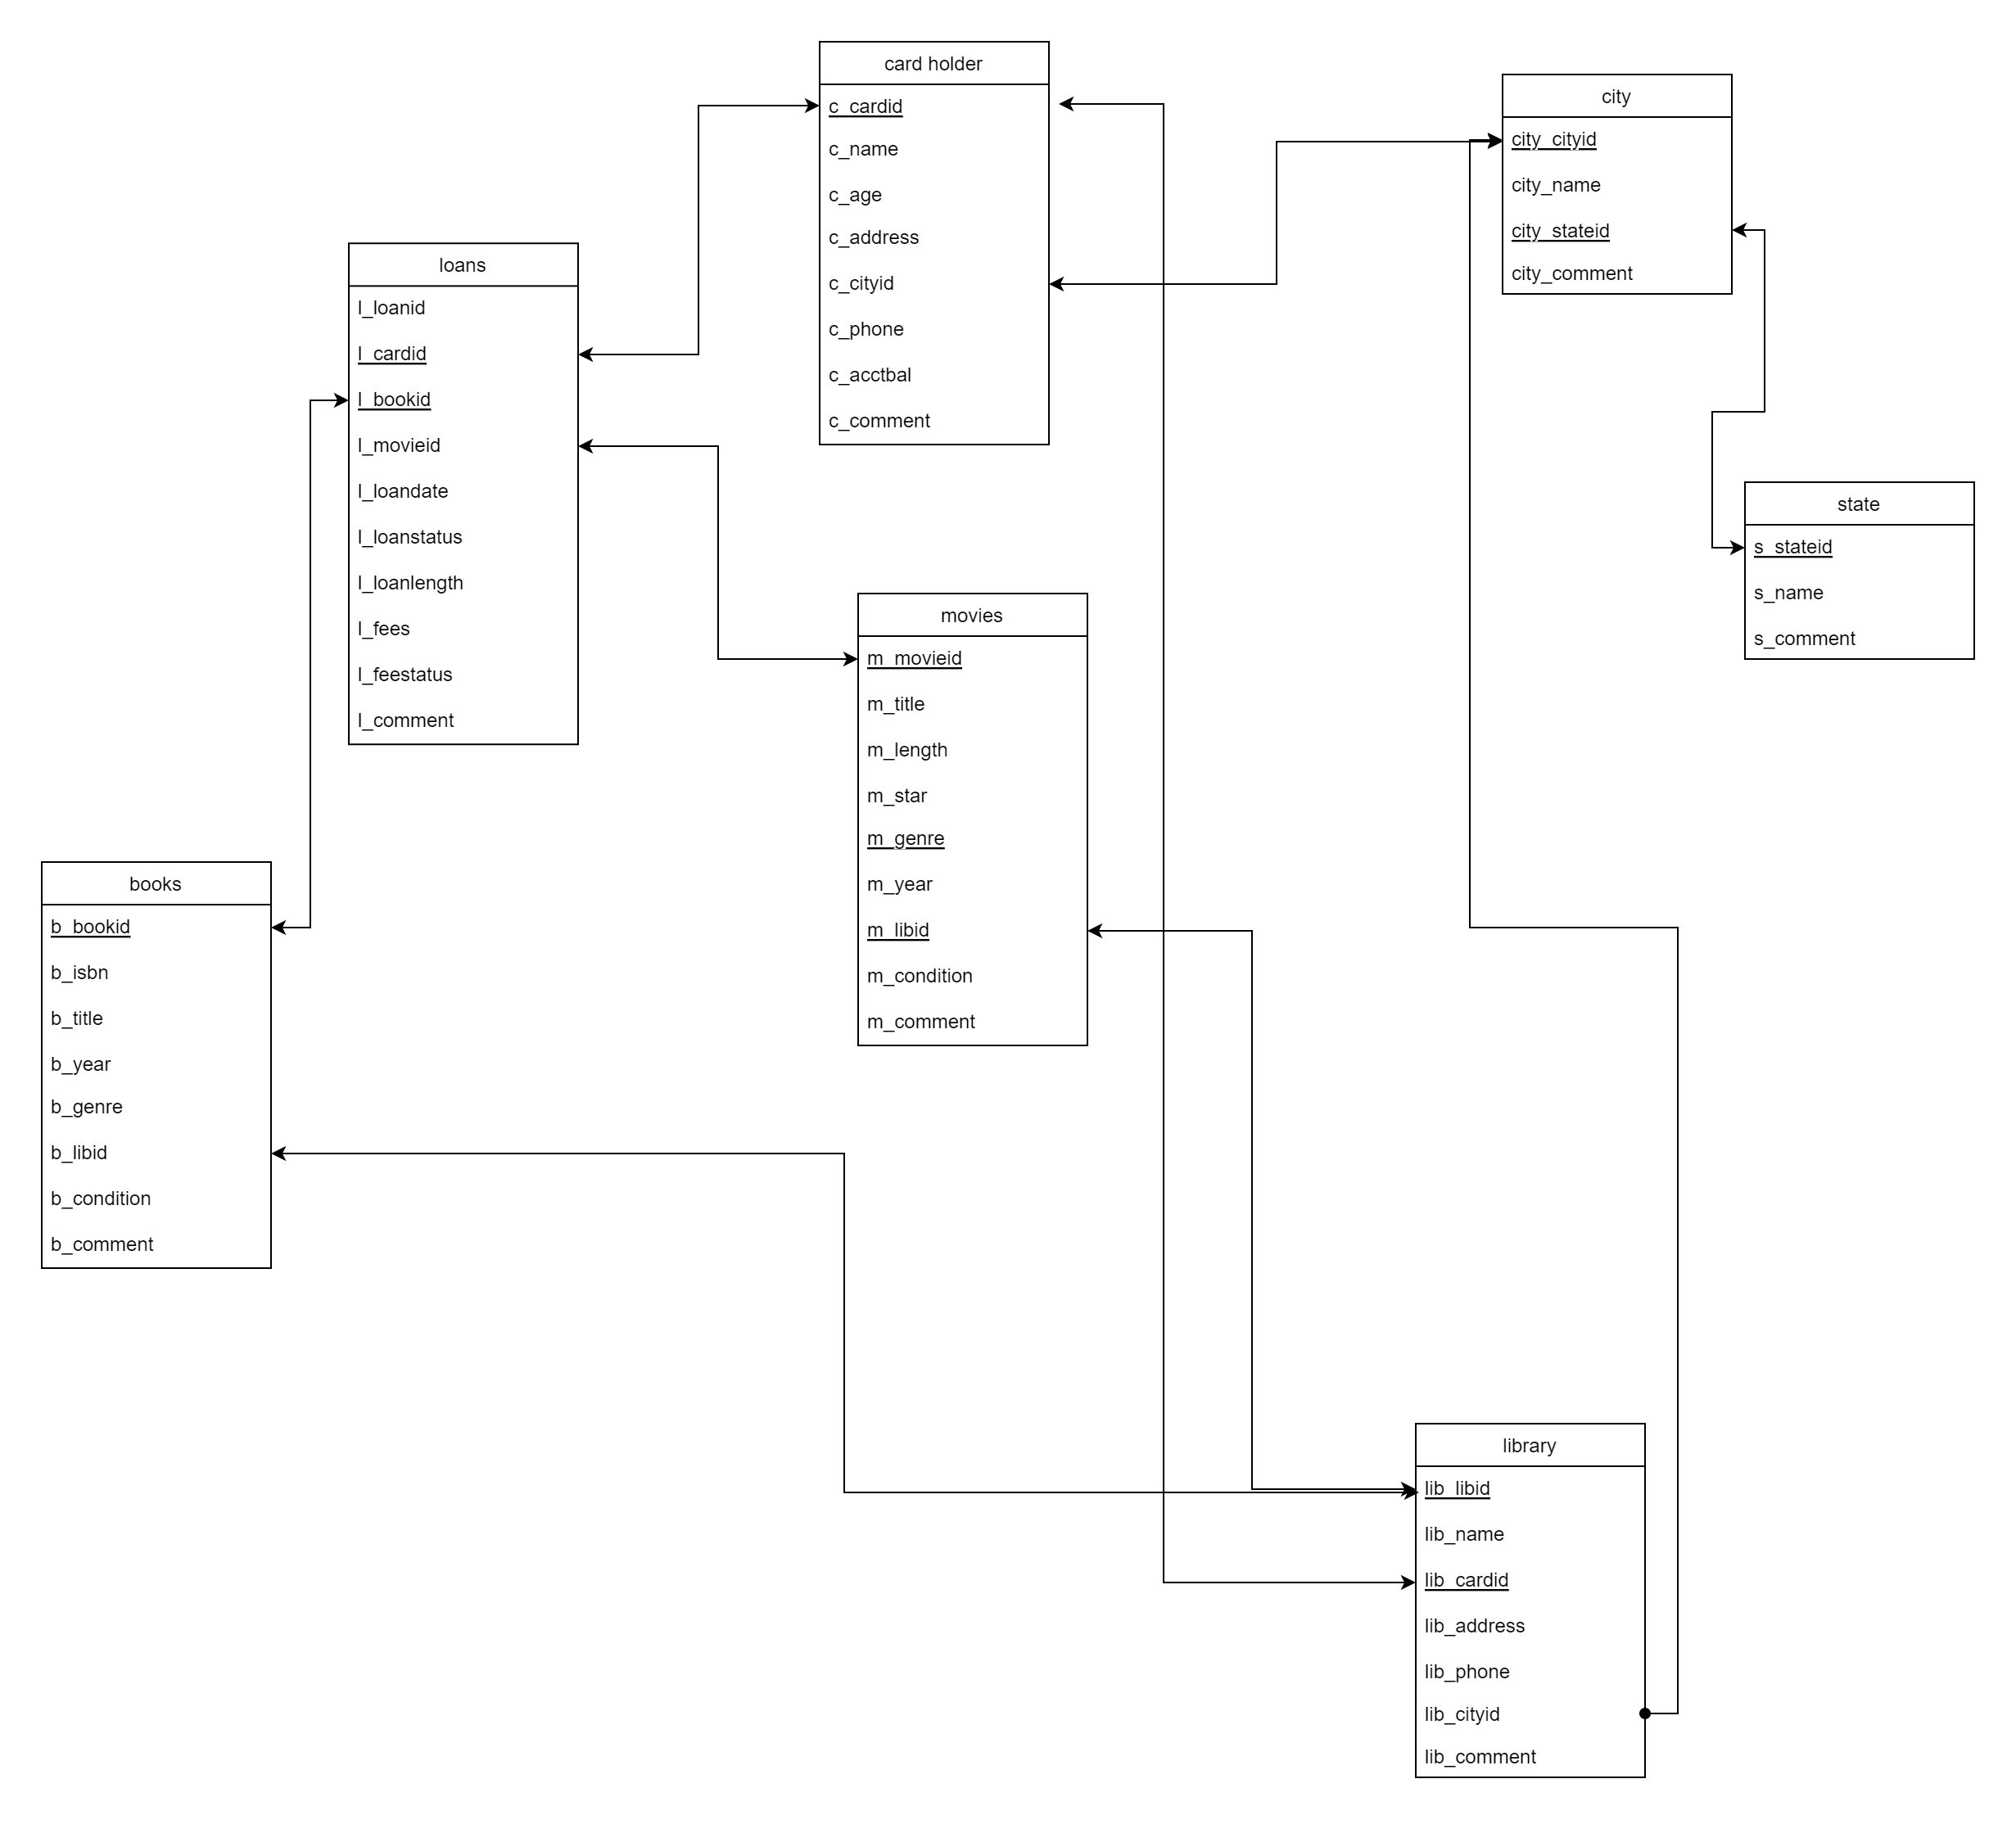 card holder
c_cardid
c_name
c_age
c_address
c_cityid
c_phone
c_acctbal
c_comment
city
city_cityid
city_name
city_stateid
city_comment
loans
l_loanid
l_cardid
l_bookid
l_movieid
l_loandate
l_loanstatus
l_loanlength
l_fees
l_feestatus
l_comment
state
s_stateid
s_name
s_comment
movies
m_movieid
m_title
m_length
m_star
m_genre
m_year
m_libid
m_condition
m_comment
books
b_bookid
b_isbn
b_title
b_year
b_genre
b_libid
b_condition
b_comment
library
lib_libid
lib_name
lib_cardid
lib_address
lib_phone
lib_cityid
lib_comment